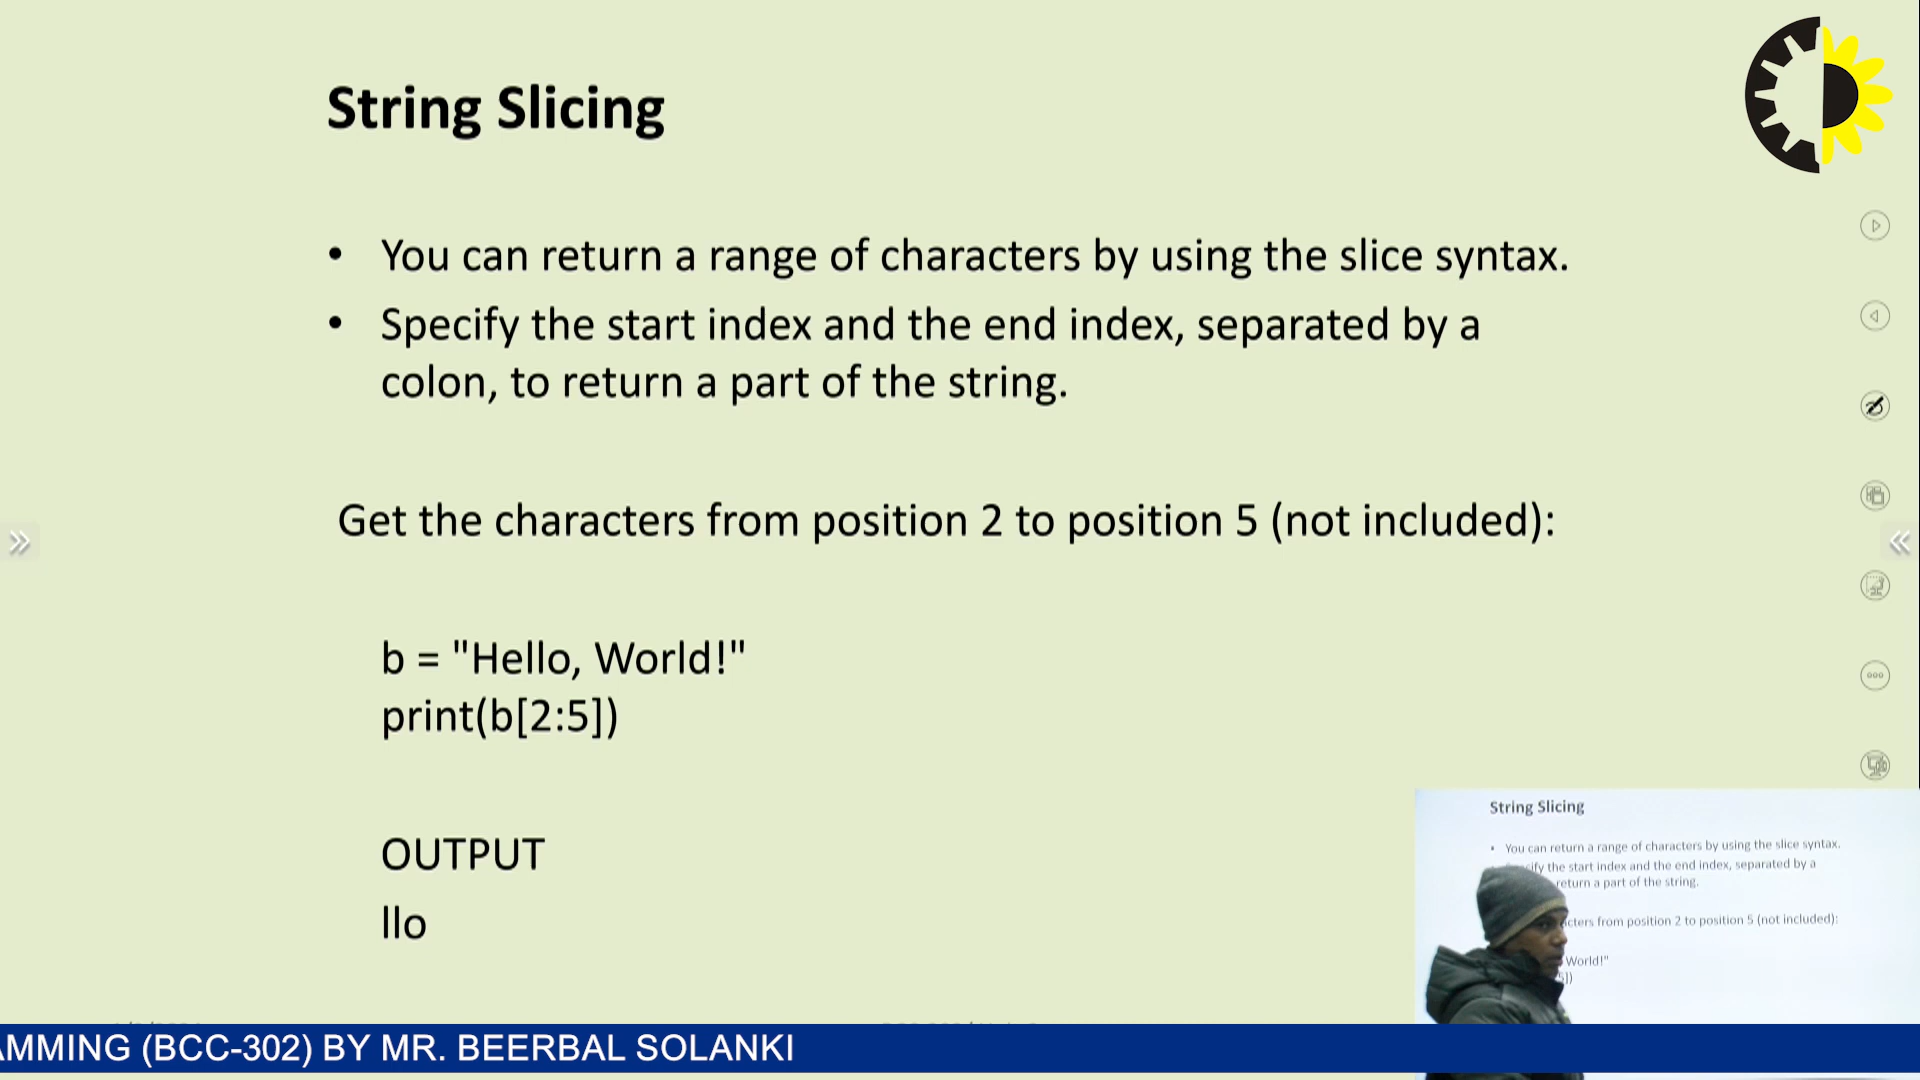 String Slicing
• You can return a range of characters by using the slice syntax.
• Specify the start index and the end index, separated by a
colon, to return a part of the string.
Get the characters from position 2 to position 5 (not included):
b = "Hello, World!"
print(b[2:5])
OUTPUT
llo
String Slicing
• You can return a range of characters by using the slice syntax.
the start index and the end index, separated by a
return a part of the string.
from position 2 to position 5 (not included):
World!"
AMMING (BCC-302) BY MR. BEERBAL SOLANKI